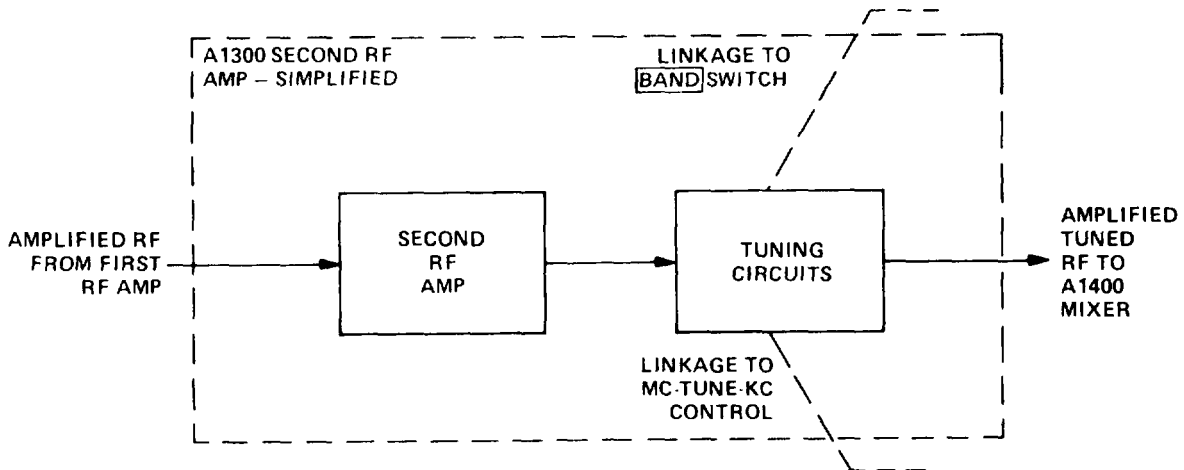 A1300 SECOND RF
AMP – SIMPLIFIED
LINKAGE TO
BAND SWITCH
AMPLIFIED RF
FROM FIRST
RF AMP
SECOND
RF
AMP
TUNING
CIRCUITS
AMPLIFIED
TUNED
RF TO
A1400
MIXER
LINKAGE TO
MC-TUNE-KC
CONTROL